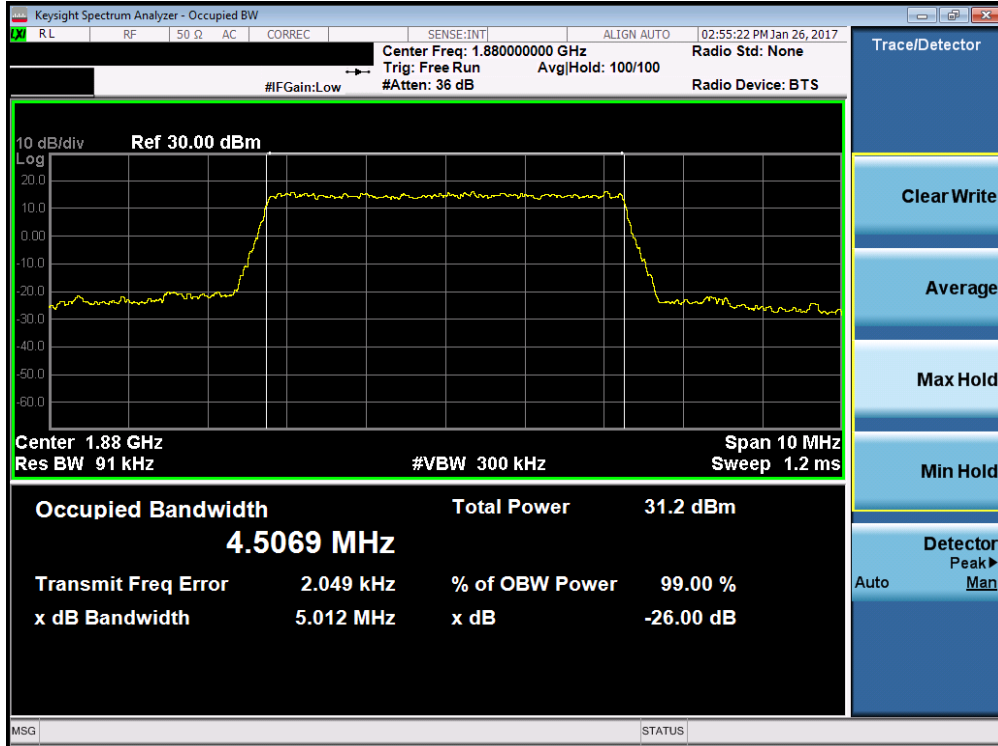 Keysight Spectrum Analyzer - Occupied BW
LXI RL RF 50 Ω AC CORREC SENSE:INT ALIGN AUTO 02:55:22 PM Jan 26, 2017
Center Freq: 1.880000000 GHz Radio Std: None
Trig: Free Run Avg|Hold: 100/100
#IFGain:Low #Atten: 36 dB Radio Device: BTS
10 dB/div Ref 30.00 dBm
Log
20.0
10.0
0.00
-10.0
-20.0
-30.0
-40.0
-50.0
-60.0
Center 1.88 GHz Span 10 MHz
Res BW 91 kHz #VBW 300 kHz Sweep 1.2 ms
Occupied Bandwidth Total Power 31.2 dBm
4.5069 MHz
Transmit Freq Error 2.049 kHz % of OBW Power 99.00 %
x dB Bandwidth 5.012 MHz x dB -26.00 dB
MSG STATUS
Trace/Detector
Clear Write
Average
Max Hold
Min Hold
Detector
Peak
Auto Man